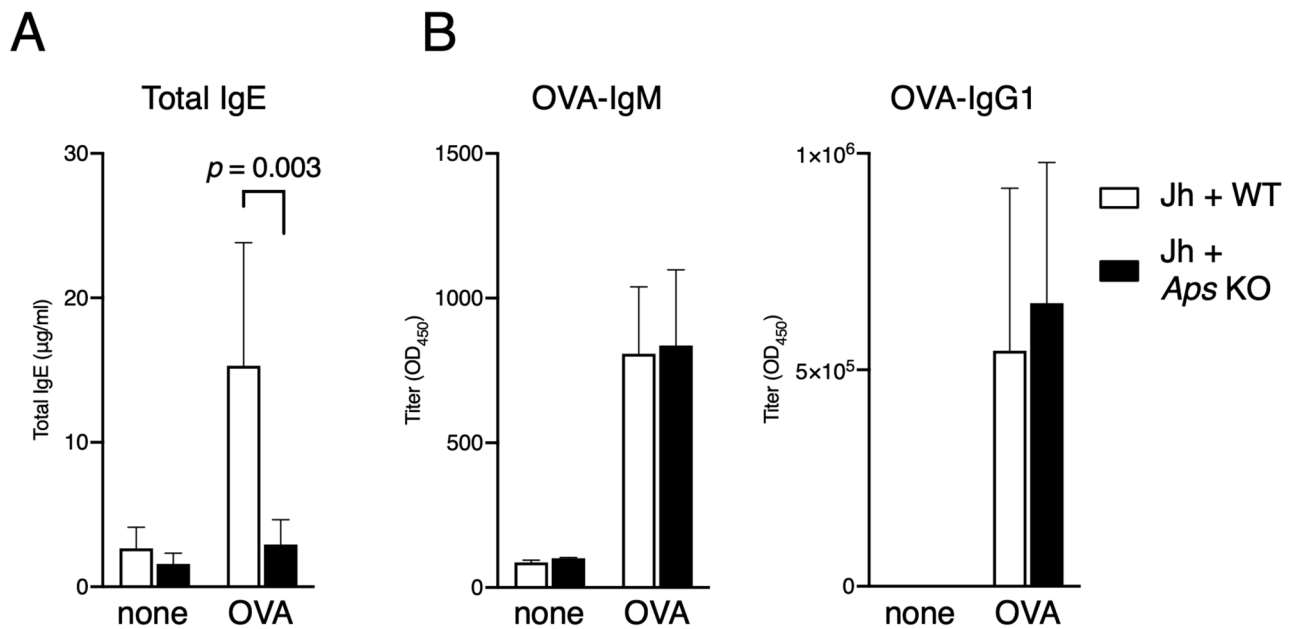 A
B
Total IgE
OVA-IgM
OVA-IgG1
30
20
10
0
Total IgE (μg/ml)
p = 0.003
none
OVA
1500
1000
500
0
Titer (OD450)
none
OVA
1×10⁶
5×10⁵
0
Titer (OD450)
none
OVA
Jh + WT
Jh +
Aps KO